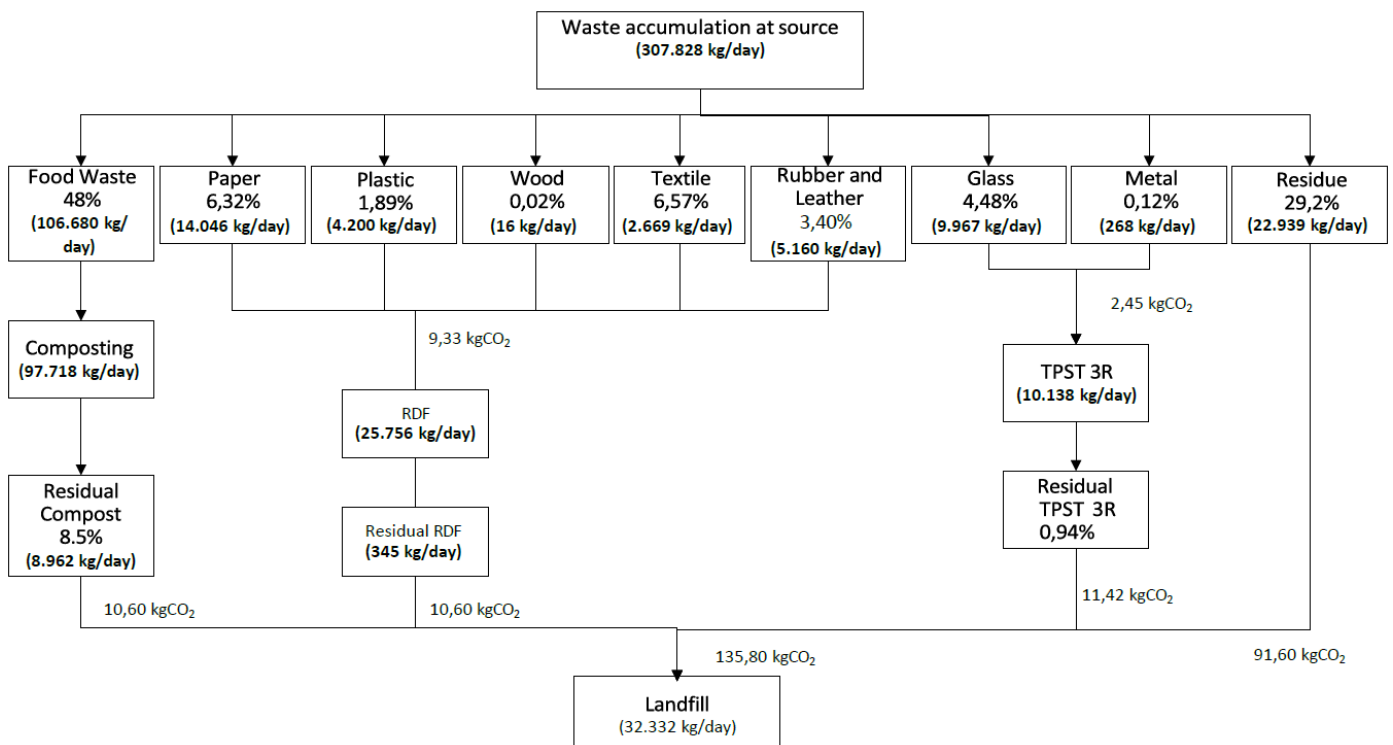 Waste accumulation at source
(307.828 kg/day)
Food Waste
48%
(106.680 kg/
day)
Paper
6,32%
(14.046 kg/day)
Plastic
1,89%
(4.200 kg/day)
Wood
0,02%
(16 kg/day)
Textile
6,57%
(2.669 kg/day)
Rubber and
Leather
3,40%
(5.160 kg/day)
Glass
4,48%
(9.967 kg/day)
Metal
0,12%
(268 kg/day)
Residue
29,2%
(22.939 kg/day)
9,33 kgCO₂
2,45 kgCO₂
Composting
(97.718 kg/day)
RDF
(25.756 kg/day)
TPST 3R
(10.138 kg/day)
Residual
Compost
8.5%
(8.962 kg/day)
Residual RDF
(345 kg/day)
Residual
TPST 3R
0,94%
10,60 kgCO₂
10,60 kgCO₂
11,42 kgCO₂
135,80 kgCO₂
91,60 kgCO₂
Landfill
(32.332 kg/day)